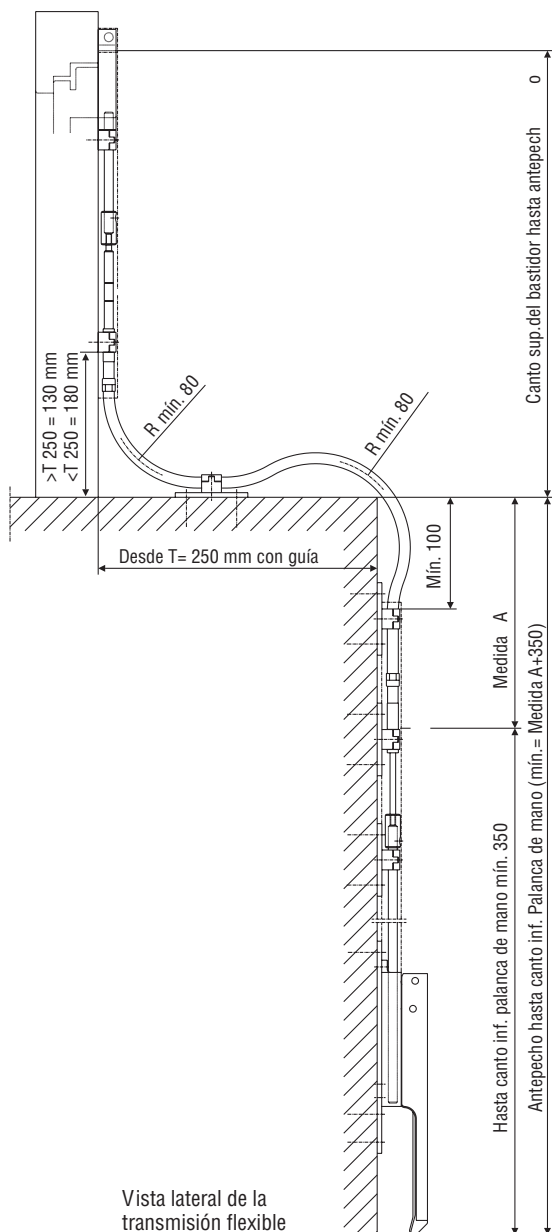 Canto sup.del bastidor hasta antepech o
>T 250 = 130 mm
<T 250 = 180 mm
R mín. 80
R mín. 80
Desde T= 250 mm con guía
Mín. 100
Medida A
Hasta canto inf. palanca de mano mín. 350
Antepecho hasta canto inf. Palanca de mano (mín.= Medida A+350)
Vista lateral de la
transmisión flexible